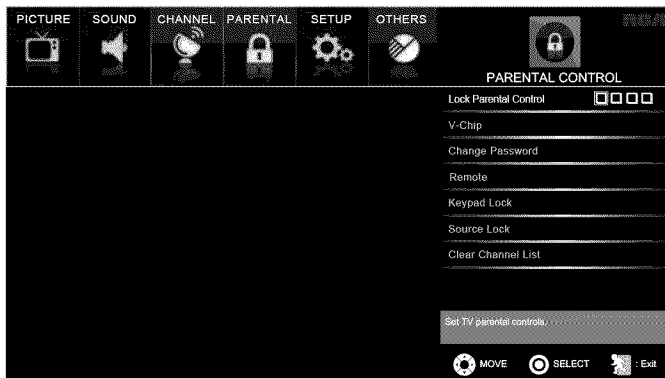 PICTURE SOUND CHANNEL PARENTAL SETUP OTHERS
RCA
PARENTAL CONTROL
Lock Parental Control
V-Chip
Change Password
Remote
Keypad Lock
Source Lock
Clear Channel List
Set TV parental controls.
MOVE SELECT : Exit